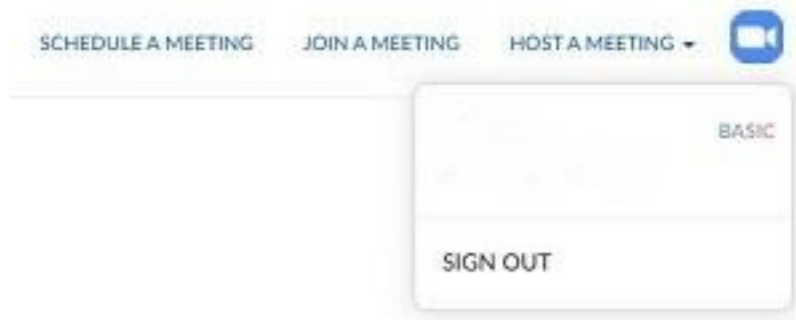 SCHEDULE A MEETING JOIN A MEETING HOST A MEETING
BASIC
SIGN OUT